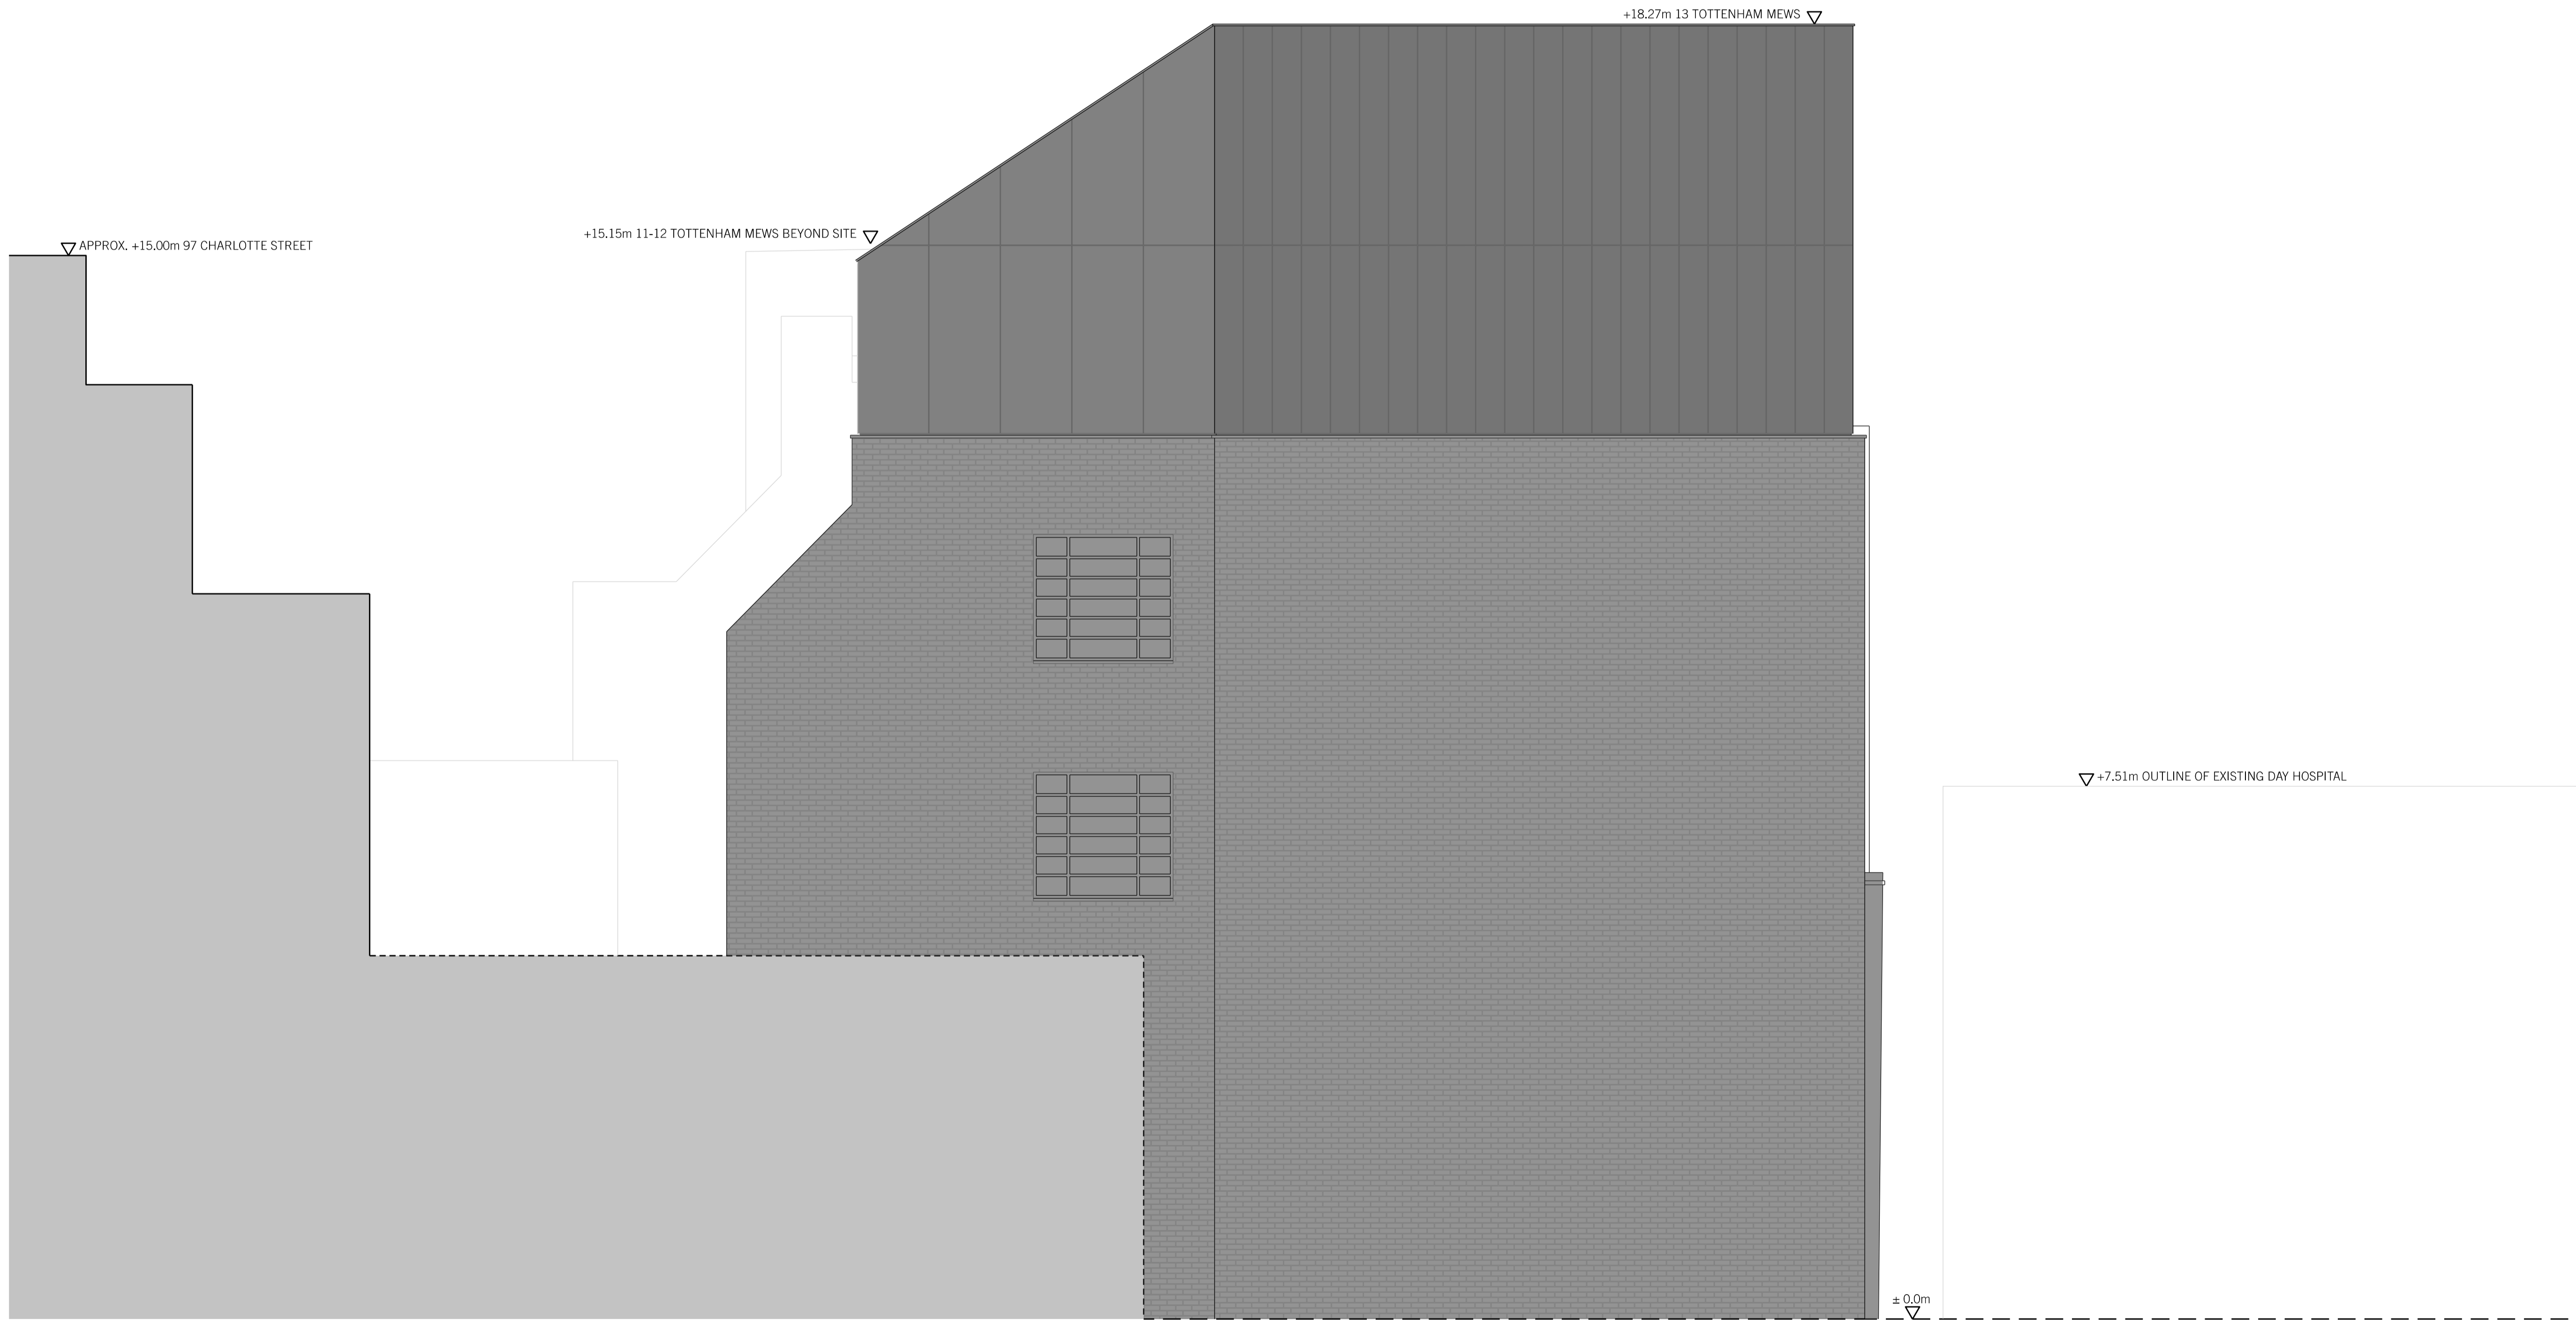 +18.27m 13 TOTTENHAM MEWS
+15.15m 11-12 TOTTENHAM MEWS BEYOND SITE
APPROX. +15.00m 97 CHARLOTTE STREET
+7.51m OUTLINE OF EXISTING DAY HOSPITAL
± 0.0m